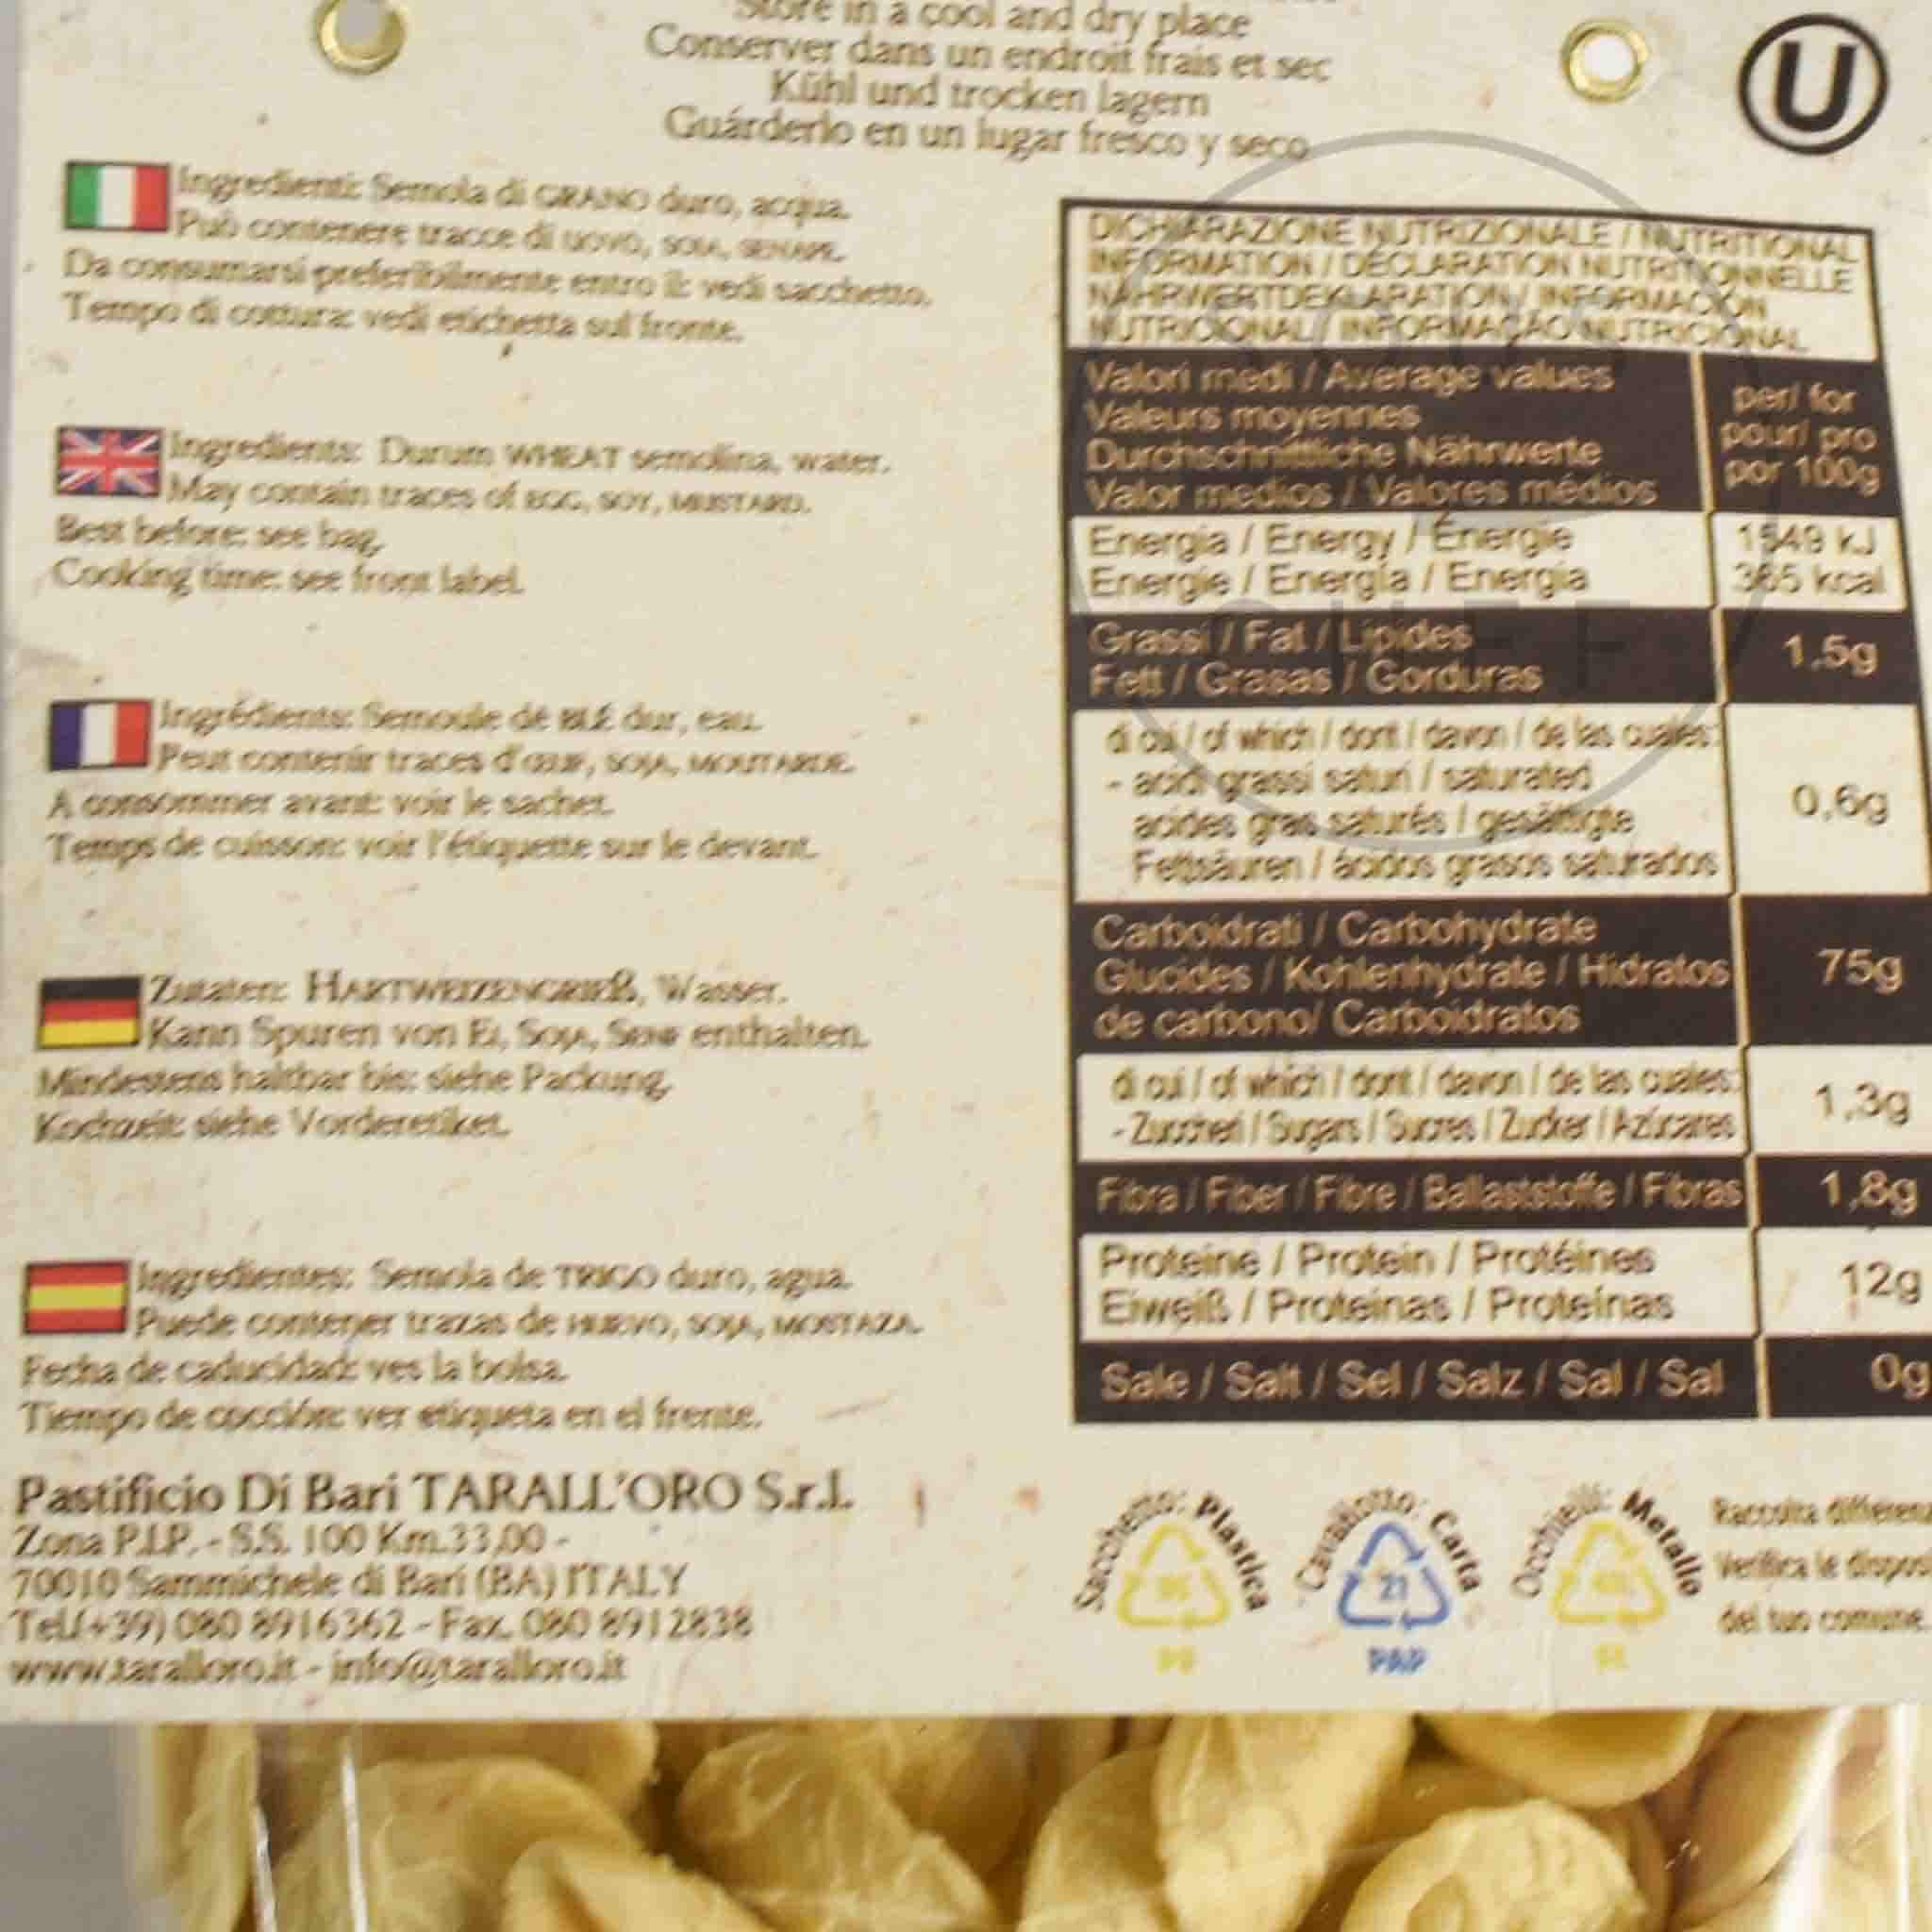 Store in a cool and dry place
Conserver dans un endroit frais et sec
Kühl und trocken lagern
Guárderlo en un lugar fresco y seco
U
Ingredienti: Semola di GRANO duro, acqua.
Può contenere tracce di UOVO, SOIA, SENAPE.
Da consumarsi preferibilmente entro il: vedi sacchetto.
Tempo di cottura: vedi etichetta sul fronte.
Ingredients: Durum WHEAT semolina, water.
May contain traces of EGG, SOY, MUSTARD.
Best before: see bag.
Cooking time: see front label.
Ingrédients: Semoule de BLÉ dur, eau.
Peut contenir traces d'ŒUF, SOJA, MOUTARDE.
A consommer avant: voir le sachet.
Temps de cuisson: voir l'étiquette sur le devant.
Zutaten: HARTWEIZENGRIEß, Wasser.
Kann Spuren von EI, SOJA, SENF enthalten.
Mindestens haltbar bis: siehe Packung.
Kochzeit: siehe Vorderetiket.
Ingredientes: Semola de TRIGO duro, agua.
Puede contener trazas de HUEVO, SOJA, MOSTAZA.
Fecha de caducidad: ves la bolsa.
Tiempo de cocción: ver etiqueta en el frente.
Pastificio Di Bari TARALL'ORO S.r.l.
Zona P.I.P. - S.S. 100 Km.33,00 -
70010 Sammichele di Bari (BA) ITALY
Tel.(+39) 080 8916362 - Fax. 080 8912838
www.taralloro.it - info@taralloro.it
DICHIARAZIONE NUTRIZIONALE / NUTRITIONAL
INFORMATION / DÉCLARATION NUTRITIONNELLE
NÄHRWERTDEKLARATION / INFORMACIÓN
NUTRICIONAL / INFORMAÇÃO NUTRICIONAL
Valori medi / Average values
Valeurs moyennes
Durchschnittliche Nährwerte
Valor medios / Valores médios
per/ for
pour/ pro
por 100g
Energia / Energy / Énergie
Energie / Energía / Energia
1549 kJ
365 kcal
Grassi / Fat / Lipides
Fett / Grasas / Gorduras
1.5g
di cui / of which / dont / davon / de las cuales:
- acidi grassi saturi / saturated
acides gras saturés / gesättigte
Fettsäuren / ácidos grasos saturados
0,6g
Carboidrati / Carbohydrate
Glucides / Kohlenhydrate / Hidratos
de carbono/ Carboidratos
75g
di cui / of which / dont / davon / de las cuales:
- Zuccheri / Sugars / Sucres / Zucker / Azúcares
1,3g
Fibra / Fiber / Fibre / Ballaststoffe / Fibras
1,8g
Proteine / Protein / Protéines
Eiweiß / Proteinas / Proteínas
12g
Sale / Salt / Sel / Salz / Sal / Sal
0g
Sacchetto: Plastica
PP
Cavallotto: Carta
21
PAP
Occhielli: Metallo
Raccolta differen
Verifica le dispos
del tuo comune.
CHEF